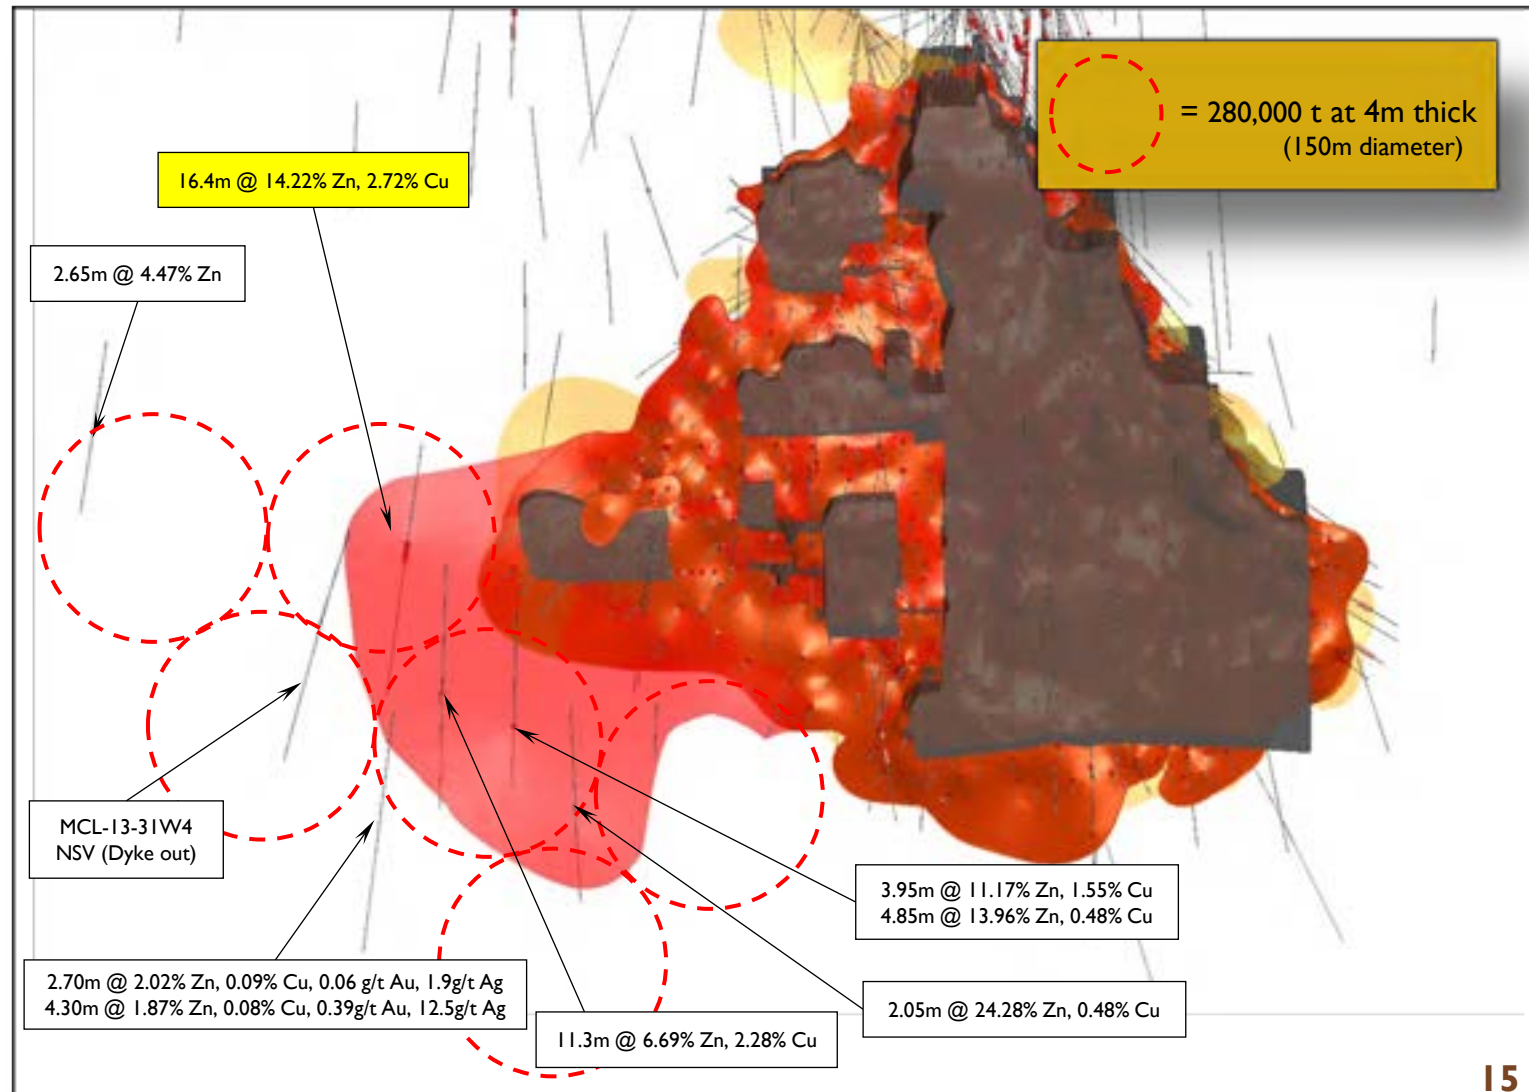 = 280,000 t at 4m thick
(150m diameter)
16.4m @ 14.22% Zn, 2.72% Cu
2.65m @ 4.47% Zn
MCL-13-31W4
NSV (Dyke out)
3.95m @ 11.17% Zn, 1.55% Cu
4.85m @ 13.96% Zn, 0.48% Cu
2.70m @ 2.02% Zn, 0.09% Cu, 0.06 g/t Au, 1.9g/t Ag
4.30m @ 1.87% Zn, 0.08% Cu, 0.39g/t Au, 12.5g/t Ag
2.05m @ 24.28% Zn, 0.48% Cu
11.3m @ 6.69% Zn, 2.28% Cu
15